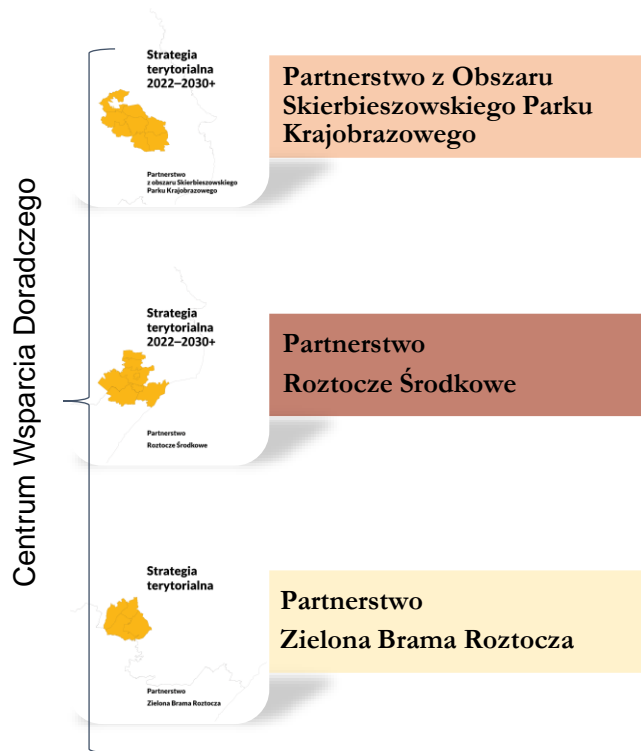 Centrum Wsparcia Doradczego
Strategia
terytorialna
2022–2030+
Partnerstwo
z obszaru Skierbieszowskiego
Parku Krajobrazowego
Partnerstwo z Obszaru
Skierbieszowskiego Parku
Krajobrazowego
Strategia
terytorialna
2022–2030+
Partnerstwo
Roztocze Środkowe
Partnerstwo
Roztocze Środkowe
Strategia
terytorialna
Partnerstwo
Zielona Brama Roztocza
Partnerstwo
Zielona Brama Roztocza